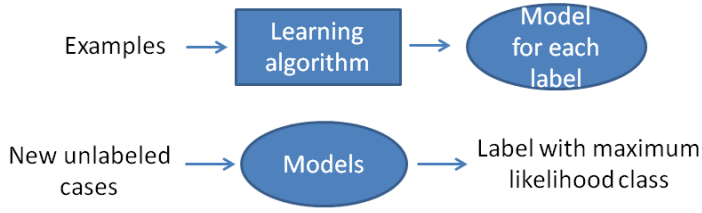 Examples
Learning
algorithm
Model
for each
label
New unlabeled
cases
Models
Label with maximum
likelihood class